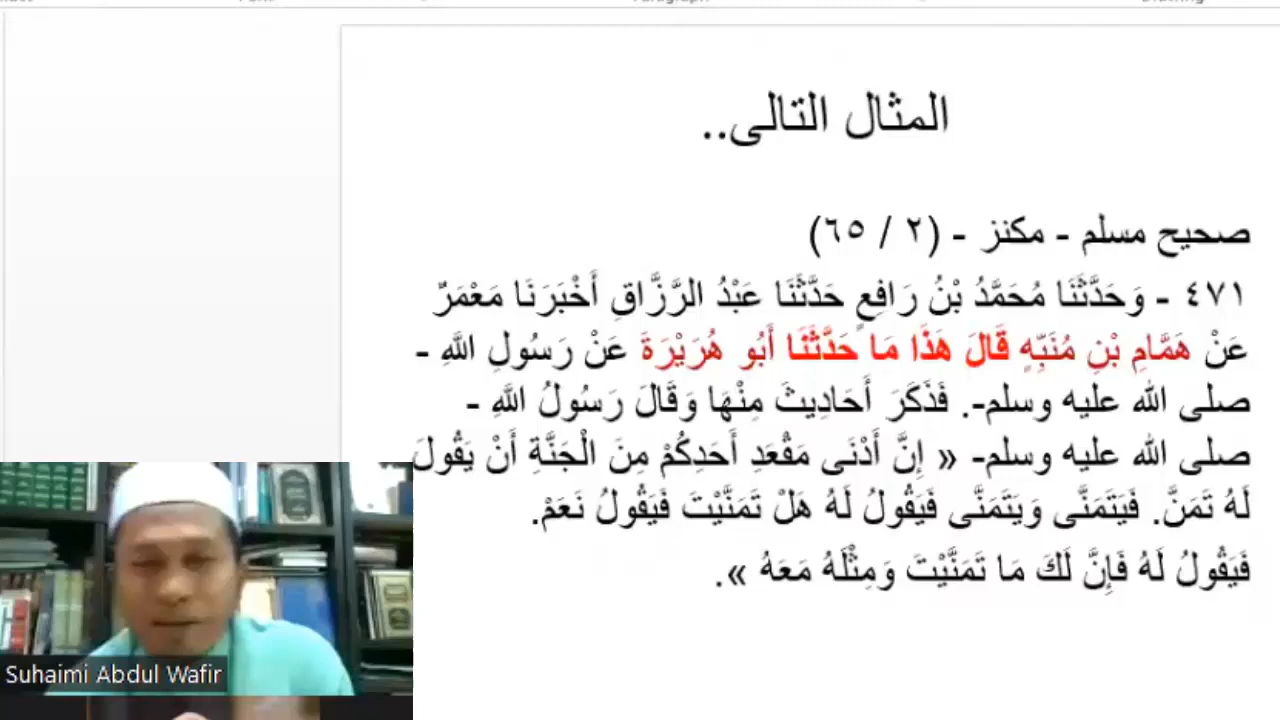 المثال التالى..
صحيح مسلم - مكنز - (٢ / ٦٥)
٤٧١ - وَحَدَّثَنَا مُحَمَّدُ بْنُ رَافِعٍ حَدَّثَنَا عَبْدُ الرَّزَّاقِ أَخْبَرَنَا مَعْمَرٌ
عَنْ هَمَّامِ بْنِ مُنَبِّهٍ قَالَ هَذَا مَا حَدَّثَنَا أَبُو هُرَيْرَةَ عَنْ رَسُولِ اللَّهِ -
صلى الله عليه وسلم-. فَذَكَرَ أَحَادِيثَ مِنْهَا وَقَالَ رَسُولُ اللَّهِ -
صلى الله عليه وسلم- « إِنَّ أَدْنَى مَقْعَدِ أَحَدِكُمْ مِنَ الْجَنَّةِ أَنْ يَقُولَ
لَهُ تَمَنَّ. فَيَتَمَنَّى وَيَتَمَنَّى فَيَقُولُ لَهُ هَلْ تَمَنَّيْتَ فَيَقُولُ نَعَمْ.
فَيَقُولُ لَهُ فَإِنَّ لَكَ مَا تَمَنَّيْتَ وَمِثْلَهُ مَعَهُ ».
Suhaimi Abdul Wafir